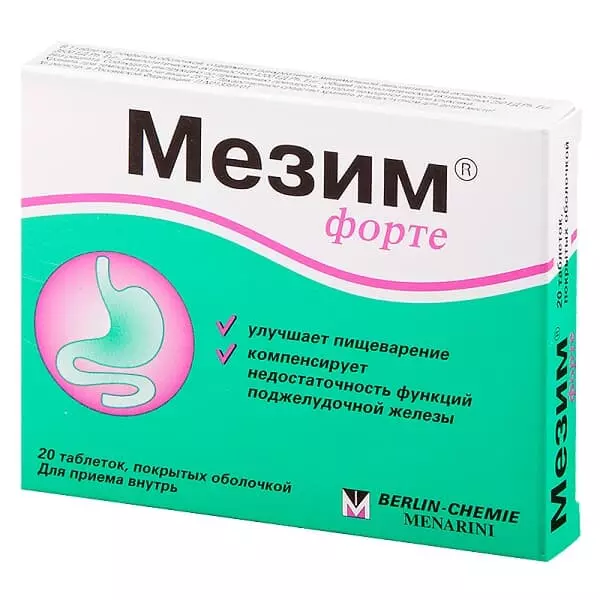 Мезим®
форте
улучшает пищеварение
компенсирует
недостаточность функций
поджелудочной железы
20 таблеток, покрытых оболочкой
Для приема внутрь
BERLIN-CHEMIE
MENARINI
Мезим®
форте
20 таблеток,
покрытых оболочкой